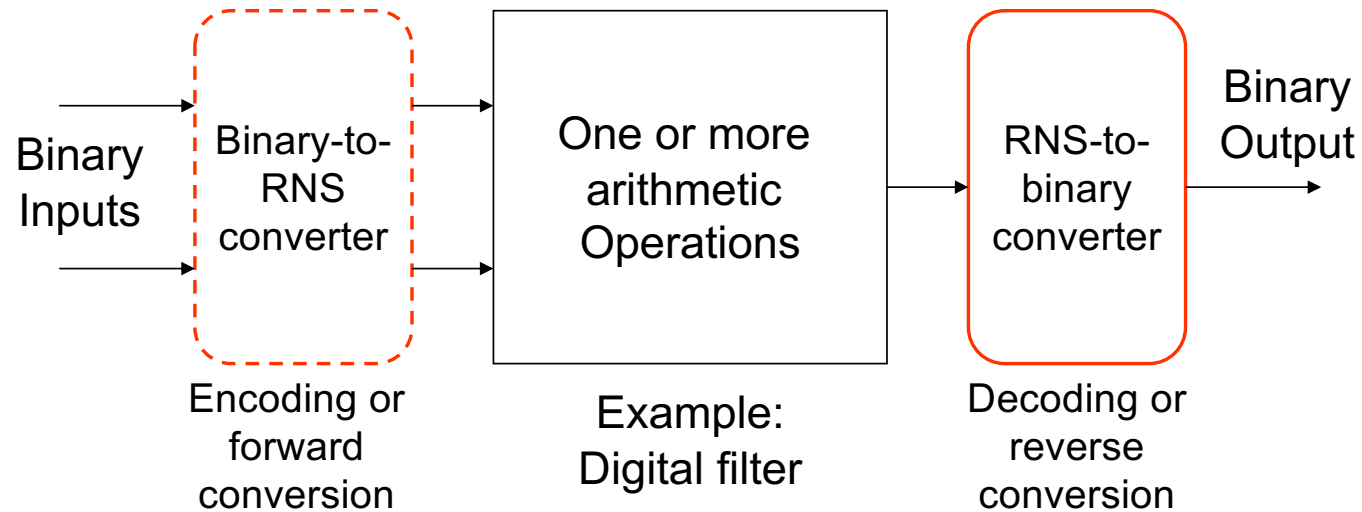 Binary
Inputs
Binary-to-
RNS
converter
Encoding or
forward
conversion
One or more
arithmetic
Operations
Example:
Digital filter
RNS-to-
binary
converter
Decoding or
reverse
conversion
Binary
Output